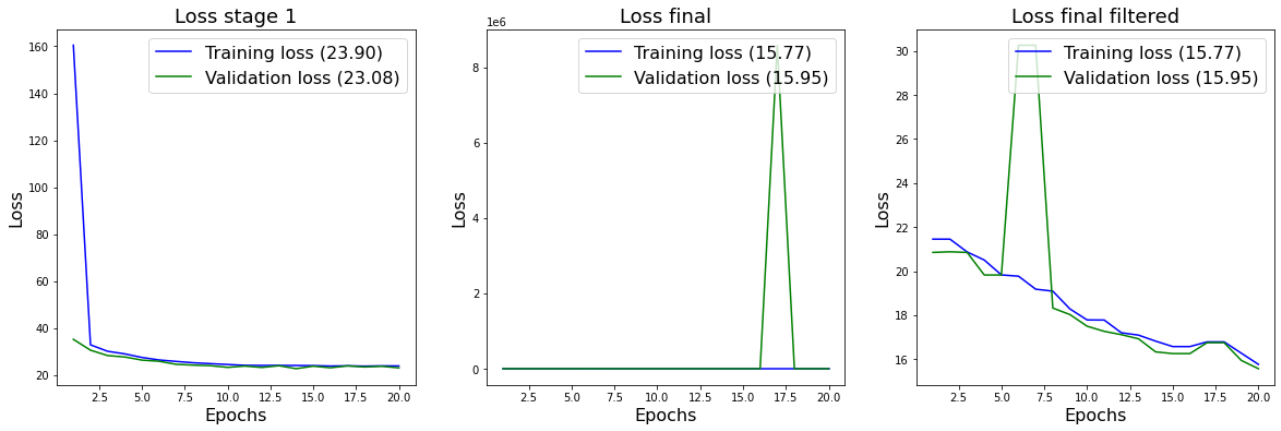 Loss stage 1
160
140
120
100
80
60
40
20
Loss
2.5 5.0 7.5 10.0 12.5 15.0 17.5 20.0
Epochs
Training loss (23.90)
Validation loss (23.08)
Loss final
1e6
8
6
4
2
0
Loss
2.5 5.0 7.5 10.0 12.5 15.0 17.5 20.0
Epochs
Training loss (15.77)
Validation loss (15.95)
Loss final filtered
30
28
26
24
22
20
18
16
Loss
2.5 5.0 7.5 10.0 12.5 15.0 17.5 20.0
Epochs
Training loss (15.77)
Validation loss (15.95)